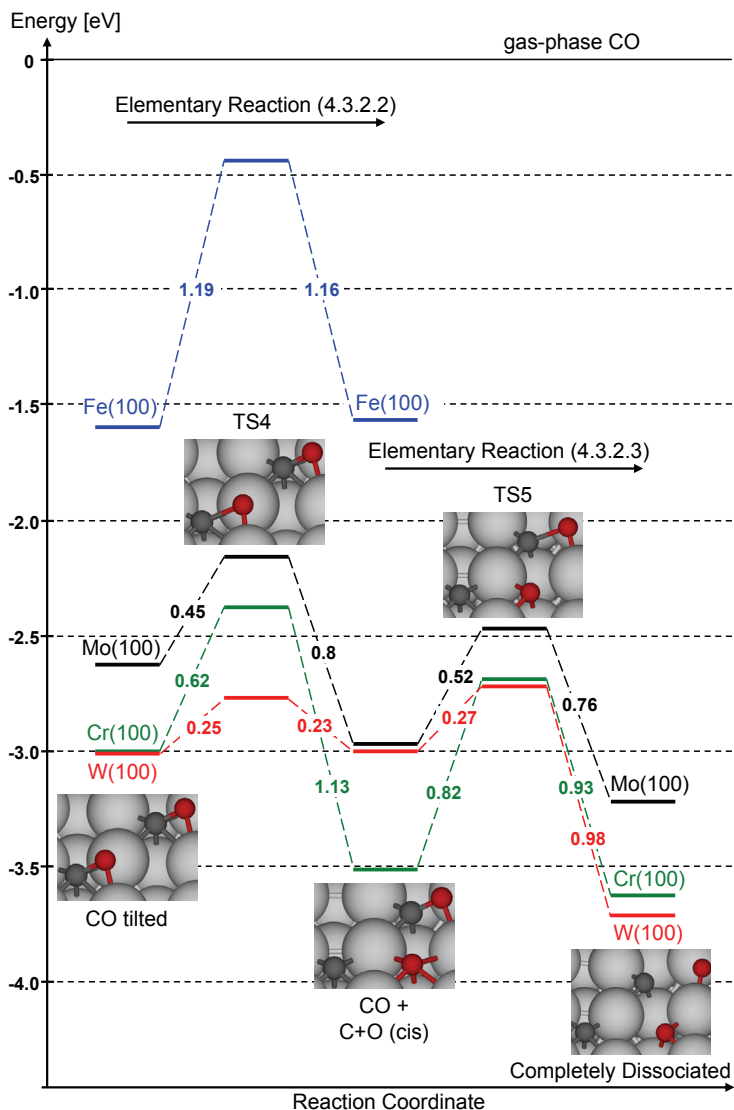 Energy [eV]
gas-phase CO
0
Elementary Reaction (4.3.2.2)
-0.5
-1.0
1.19
1.16
Fe(100)
Fe(100)
-1.5
TS4
Elementary Reaction (4.3.2.3)
TS5
-2.0
0.45
-2.5
Mo(100)
0.8
0.52
0.62
0.76
0.25
0.23
0.27
Cr(100)
-3.0
W(100)
1.13
0.82
0.93
Mo(100)
0.98
-3.5
Cr(100)
CO tilted
W(100)
-4.0
CO +
C+O (cis)
Completely Dissociated
Reaction Coordinate